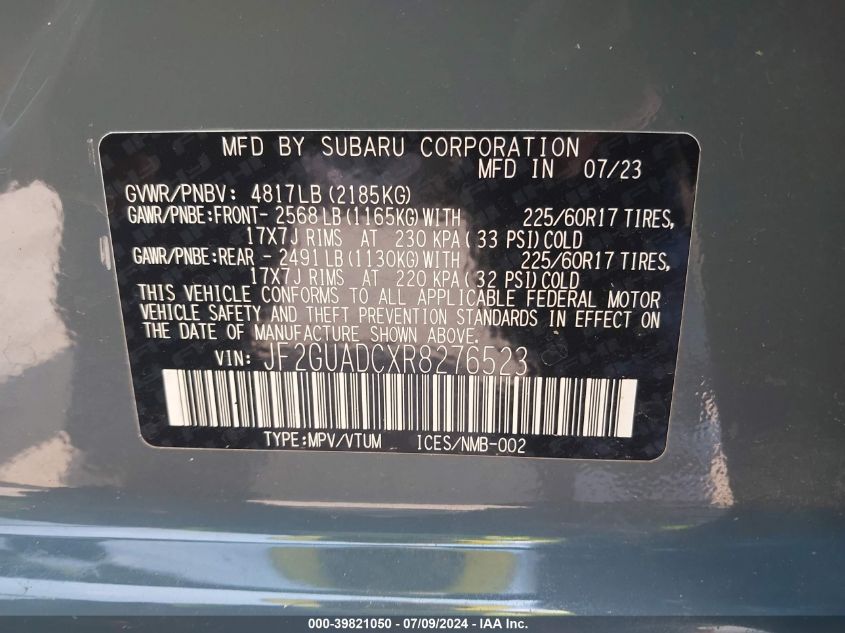 MFD BY SUBARU CORPORATION
MFD IN 07/23
GVWR/PNBV: 4817LB (2185KG)
GAWR/PNBE:FRONT- 2568 LB (1165KG) WITH 225/60R17 TIRES,
17X7J RIMS AT 230 KPA ( 33 PSI) COLD
GAWR/PNBE:REAR - 2491 LB (1130KG) WITH 225/60R17 TIRES,
17X7J RIMS AT 220 KPA ( 32 PSI) COLD
THIS VEHICLE CONFORMS TO ALL APPLICABLE FEDERAL MOTOR
VEHICLE SAFETY AND THEFT PREVENTION STANDARDS IN EFFECT ON
THE DATE OF MANUFACTURE SHOWN ABOVE.
VIN: JF2GUADCXR8276523
TYPE:MPV/VTUM ICES/NMB-002
000-39821050 - 07/09/2024 - © IAA Inc.